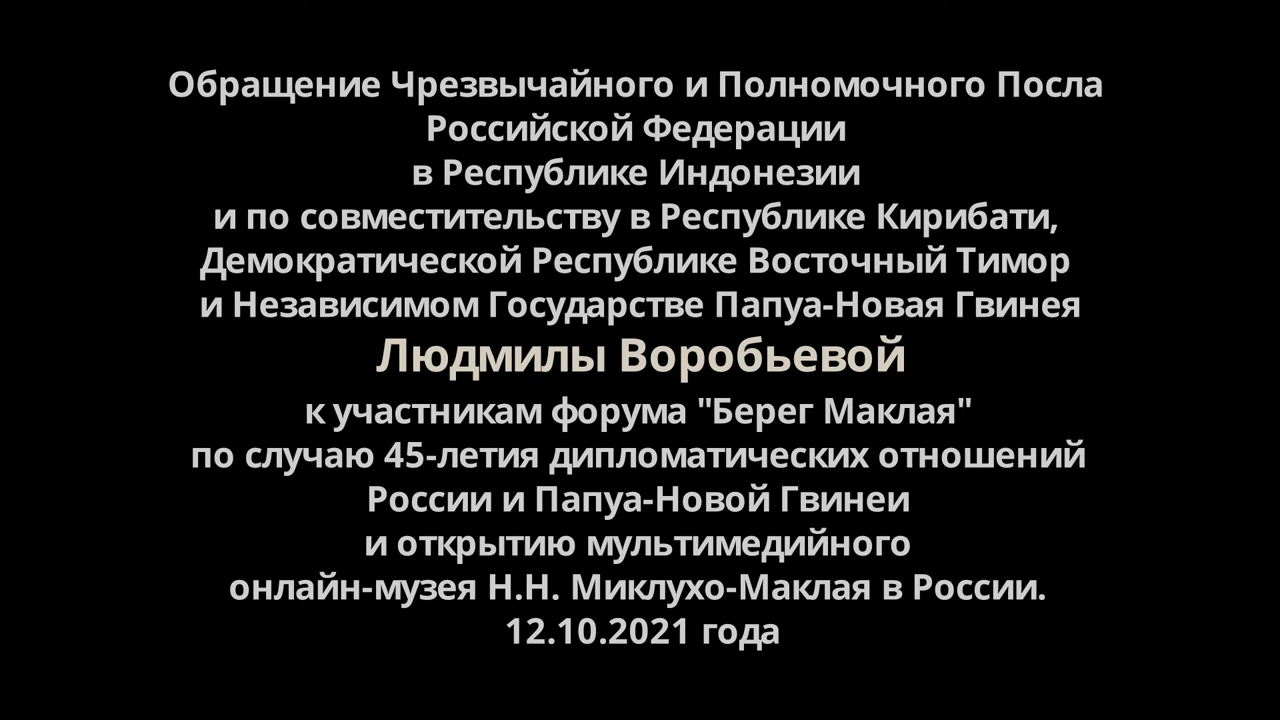 Обращение Чрезвычайного и Полномочного Посла
Российской Федерации
в Республике Индонезии
и по совместительству в Республике Кирибати,
Демократической Республике Восточный Тимор
и Независимом Государстве Папуа-Новая Гвинея
Людмилы Воробьевой
к участникам форума "Берег Маклая"
по случаю 45-летия дипломатических отношений
России и Папуа-Новой Гвинеи
и открытию мультимедийного
онлайн-музея Н.Н. Миклухо-Маклая в России.
12.10.2021 года